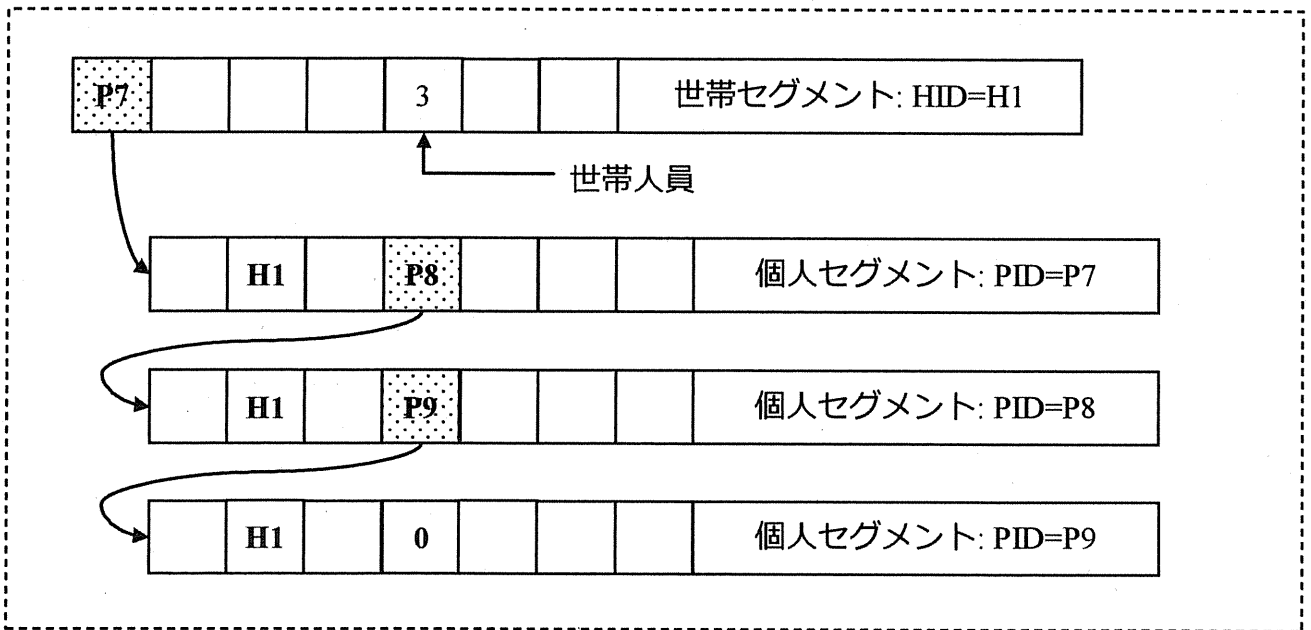 P7 3 世帯セグメント: HID=H1
世帯人員
H1 P8 個人セグメント: PID=P7
H1 P9 個人セグメント: PID=P8
H1 0 個人セグメント: PID=P9